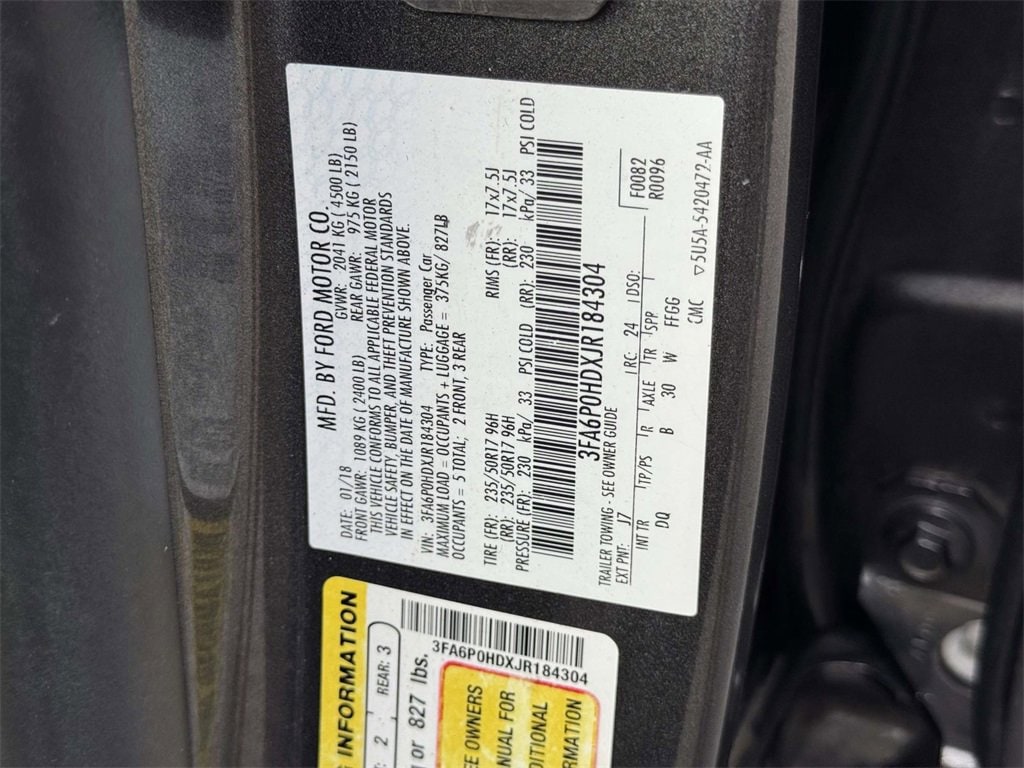 MFD. BY FORD MOTOR CO.
DATE: 01/18 GVWR: 2041 KG ( 4500 LB)
FRONT GAWR: 1089 KG ( 2400 LB) REAR GAWR: 975 KG ( 2150 LB)
THIS VEHICLE CONFORMS TO ALL APPLICABLE FEDERAL MOTOR
VEHICLE SAFETY, BUMPER, AND THEFT PREVENTION STANDARDS
IN EFFECT ON THE DATE OF MANUFACTURE SHOWN ABOVE.
VIN: 3FA6P0HDXJR184304 TYPE: Passenger Car
MAXIMUM LOAD = OCCUPANTS + LUGGAGE = 375KG/ 827LB
OCCUPANTS = 5 TOTAL; 2 FRONT, 3 REAR
TIRE (FR): 235/50R17 96H RIMS (FR): 17x7.5J
(RR): 235/50R17 96H (RR): 17x7.5J
PRESSURE (FR): 230 kPa/ 33 PSI COLD (RR): 230 kPa/ 33 PSI COLD
3FA6P0HDXJR184304
TRAILER TOWING - SEE OWNER GUIDE
F0082
R0096
EXT PNT: J7 RC: 24 DSO:
INT TR TP/PS R AXLE TR SPP
DQ B 30 W FFGG
CMC ▽5U5A-5420472-AA
G INFORMATION
2 REAR: 3
or 827 lbs.
3FA6P0HDXJR184304
OWNERS
FOR